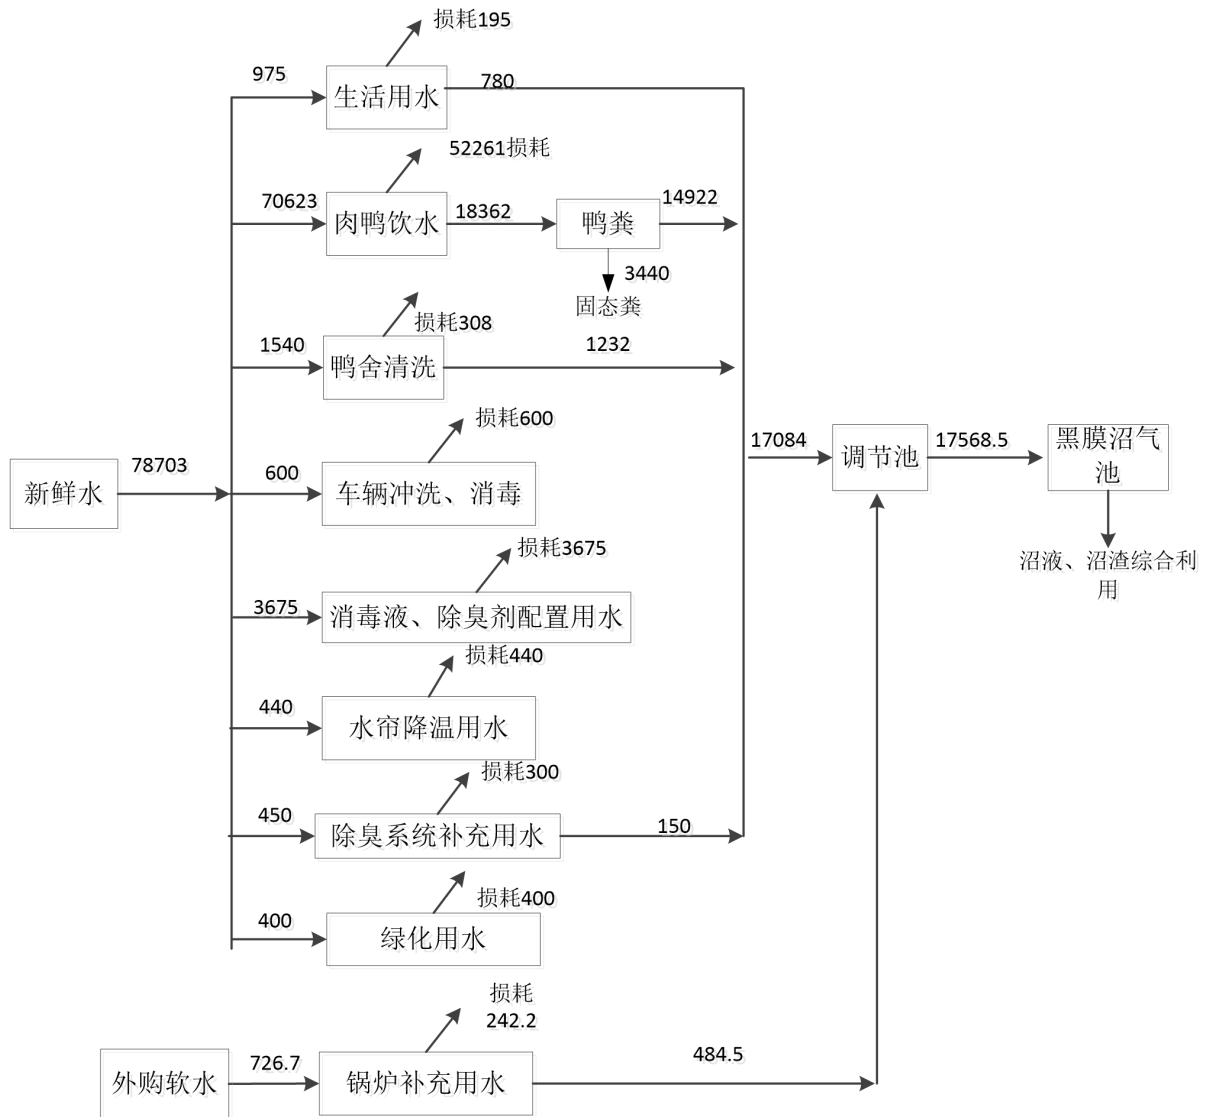 损耗195
975
生活用水
780
52261损耗
70623
肉鸭饮水
18362
鸭粪
14922
3440
固态粪
损耗308
1540
鸭舍清洗
1232
损耗600
新鲜水
78703
600
车辆冲洗、消毒
17084
调节池
17568.5
黑膜沼气
池
沼液、沼渣综合利
用
损耗3675
3675
消毒液、除臭剂配置用水
损耗440
440
水帘降温用水
损耗300
450
除臭系统补充用水
150
损耗400
400
绿化用水
损耗
242.2
外购软水
726.7
锅炉补充用水
484.5